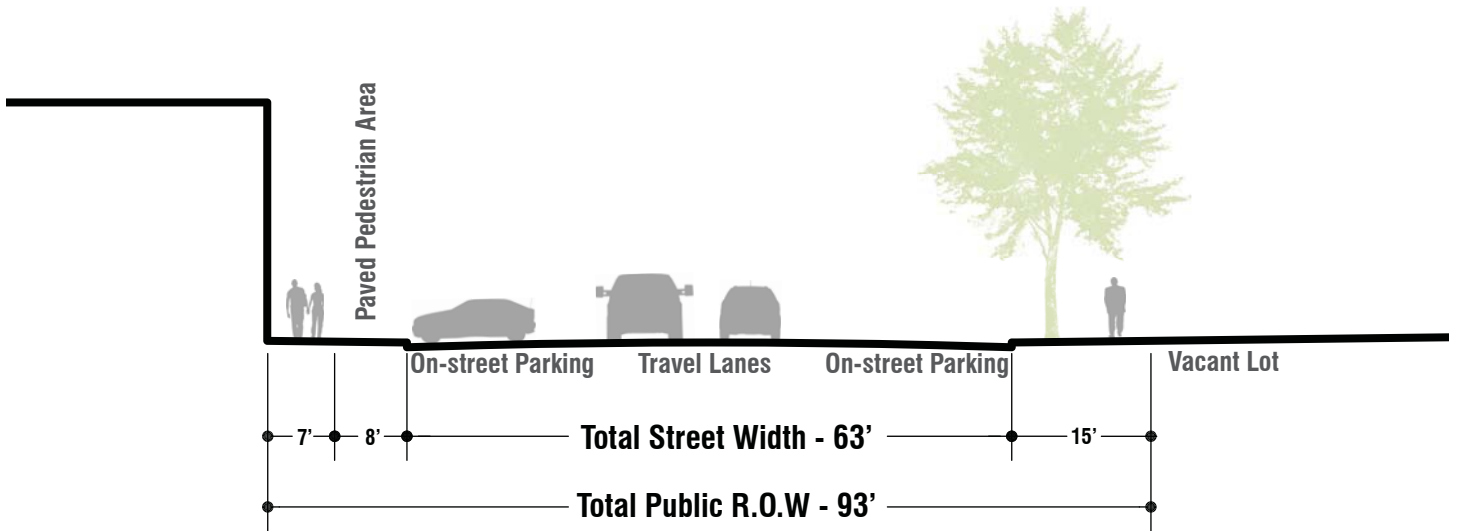 Paved Pedestrian Area
On-street Parking
Travel Lanes
On-street Parking
Vacant Lot
7’
8’
Total Street Width - 63’
15’
Total Public R.O.W - 93’